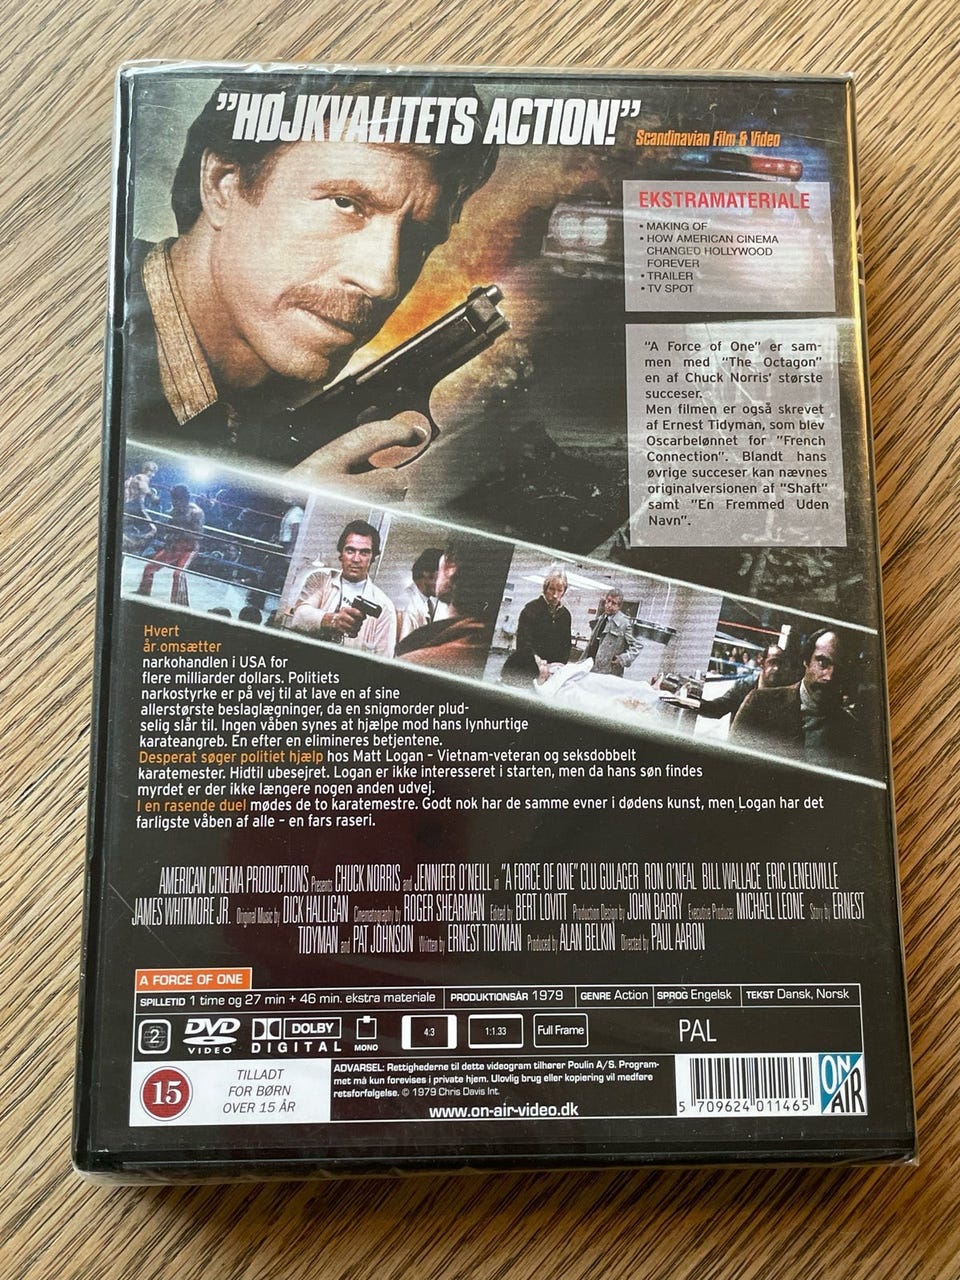 "HØJKVALITETS ACTION!"
Scandinavian Film & Video
EKSTRAMATERIALE
• MAKING OF
• HOW AMERICAN CINEMA
CHANGED HOLLYWOOD
FOREVER
• TRAILER
• TV SPOT
"A Force of One" er sam-
men med "The Octagon"
en af Chuck Norris' største
succeser.
Men filmen er også skrevet
af Ernest Tidyman, som blev
Oscarbelønnet for "French
Connection". Blandt hans
øvrige succeser kan nævnes
originalversionen af "Shaft"
samt "En Fremmed Uden
Navn".
Hvert
år omsætter
narkohandlen i USA for
flere milliarder dollars. Politiets
narkostyrke er på vej til at lave en af sine
allerstørste beslaglægninger, da en snigmorder plud-
selig slår til. Ingen våben synes at hjælpe mod hans lynhurtige
karateangreb. En efter en elimineres betjentene.
Desperat søger politiet hjælp hos Matt Logan – Vietnam-veteran og seksdobbelt
karatemester. Hidtil ubesejret. Logan er ikke interesseret i starten, men da hans søn findes
myrdet er der ikke længere nogen anden udvej.
I en rasende duel mødes de to karatemestre. Godt nok har de samme evner i dødens kunst, men Logan har det
farligste våben af alle – en fars raseri.
AMERICAN CINEMA PRODUCTIONS Presents CHUCK NORRIS and JENNIFER O'NEILL in "A FORCE OF ONE" CLU GULAGER RON O'NEAL BILL WALLACE ERIC LENEUVILLE
JAMES WHITMORE JR. Original Music by DICK HALLIGAN Cinematography by ROGER SHEARMAN Edited by BERT LOVITT Production Design by JOHN BARRY Executive Producer MICHAEL LEONE Story by ERNEST
TIDYMAN and PAT JOHNSON Written by ERNEST TIDYMAN Produced by ALAN BELKIN Directed by PAUL AARON
A FORCE OF ONE
SPILLETID 1 time og 27 min + 46 min. ekstra materiale PRODUKTIONSÅR 1979 GENRE Action SPROG Engelsk TEKST Dansk, Norsk
2 DVD VIDEO DOLBY DIGITAL MONO 4:3 1:1.33 Full Frame PAL
15
TILLADT
FOR BØRN
OVER 15 ÅR
ADVARSEL: Rettighederne til dette videogram tilhører Poulin A/S. Program-
met må kun forevises i private hjem. Ulovlig brug eller kopiering vil medføre
retsforfølgelse. © 1979 Chris Davis Int.
www.on-air-video.dk
5 709624 011465
ON
AIR